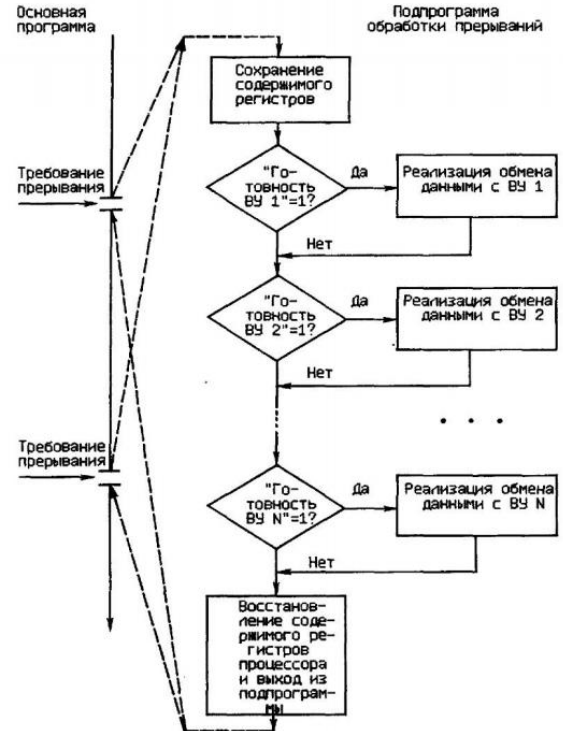 Основная
программа
Подпрограмма
обработки прерываний
Сохранение
содержимого
регистров
Требование
прерывания
"Го-
товность
ВУ 1"=1?
Да
Реализация обмена
данными с ВУ 1
Нет
"Го-
товность
ВУ 2"=1?
Да
Реализация обмена
данными с ВУ 2
Нет
. . .
Требование
прерывания
"Го-
товность
ВУ N"=1?
Да
Реализация обмена
данными с ВУ N
Нет
Восстанов-
ление соде-
ржимого ре-
гистров
процессора
и выход из
подпрограм-
мы